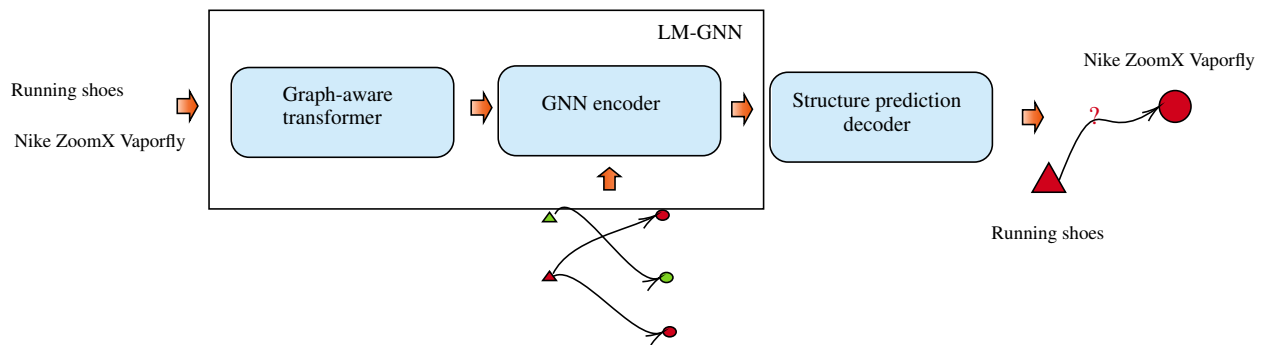 LM-GNN
Running shoes
Nike ZoomX Vaporfly
Graph-aware
transformer
GNN encoder
Structure prediction
decoder
Nike ZoomX Vaporfly
?
Running shoes